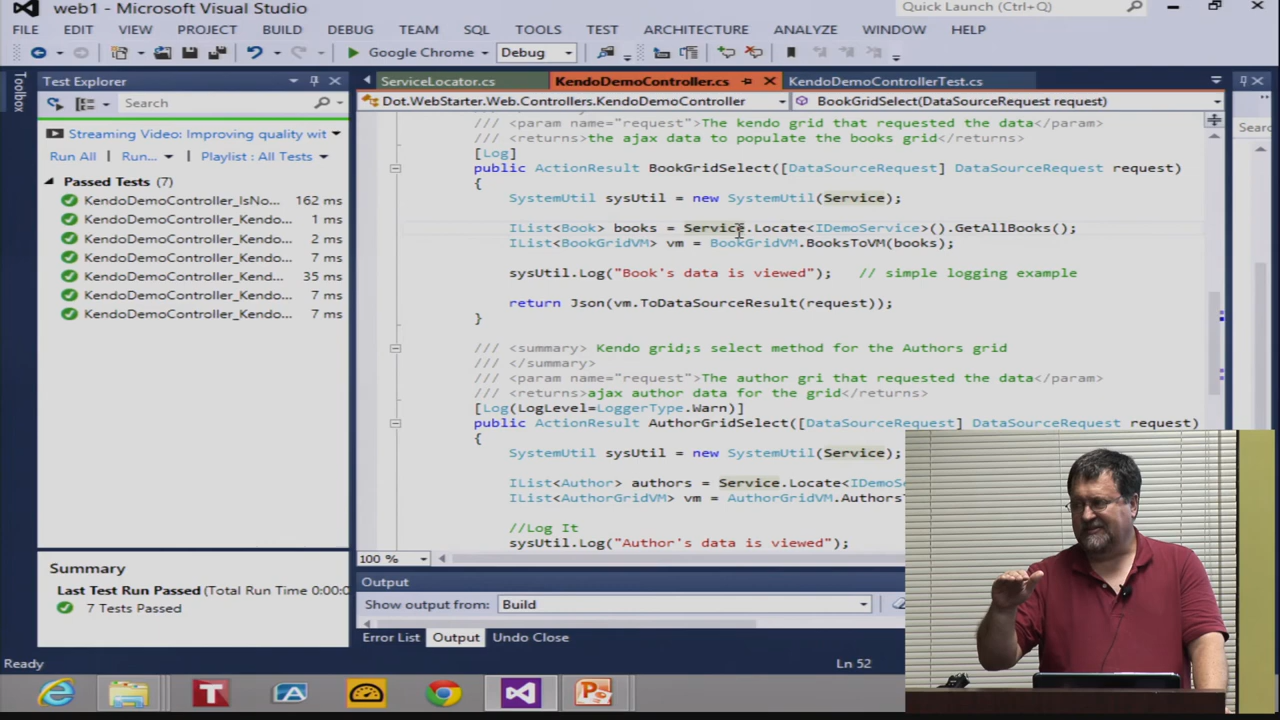 web1 - Microsoft Visual Studio
Quick Launch (Ctrl+Q)
FILE EDIT VIEW PROJECT BUILD DEBUG TEAM SQL TOOLS TEST ARCHITECTURE ANALYZE WINDOW HELP
Google Chrome Debug
Toolbox
Test Explorer
Search
Streaming Video: Improving quality wit
Run All Run... Playlist : All Tests
Passed Tests (7)
KendoDemoController_IsNo... 162 ms
KendoDemoController_Kendo... 1 ms
KendoDemoController_Kendo... 2 ms
KendoDemoController_Kendo... 7 ms
KendoDemoController_Kendo... 35 ms
KendoDemoController_Kendo... 7 ms
KendoDemoController_Kendo... 7 ms
Summary
Last Test Run Passed (Total Run Time 0:00:0
7 Tests Passed
ServiceLocator.cs KendoDemoController.cs KendoDemoControllerTest.cs
Dot.WebStarter.Web.Controllers.KendoDemoController BookGridSelect(DataSourceRequest request)
/// <param name="request">The kendo grid that requested the data</param>
/// <returns>the ajax data to populate the books grid</returns>
[Log]
public ActionResult BookGridSelect([DataSourceRequest] DataSourceRequest request)
{
SystemUtil sysUtil = new SystemUtil(Service);
IList<Book> books = Service.Locate<IDemoService>().GetAllBooks();
IList<BookGridVM> vm = BookGridVM.BooksToVM(books);
sysUtil.Log("Book's data is viewed"); // simple logging example
return Json(vm.ToDataSourceResult(request));
}
/// <summary> Kendo grid;s select method for the Authors grid
/// </summary>
/// <param name="request">The author gri that requested the data</param>
/// <returns>ajax author data for the grid</returns>
[Log(LogLevel=LoggerType.Warn)]
public ActionResult AuthorGridSelect([DataSourceRequest] DataSourceRequest request)
{
SystemUtil sysUtil = new SystemUtil(Service);
IList<Author> authors = Service.Locate<IDemoSe
IList<AuthorGridVM> vm = AuthorGridVM.AuthorsT
//Log It
sysUtil.Log("Author's data is viewed");
100 %
Output
Show output from: Build
Error List Output Undo Close
Searc
Ready
Ln 52